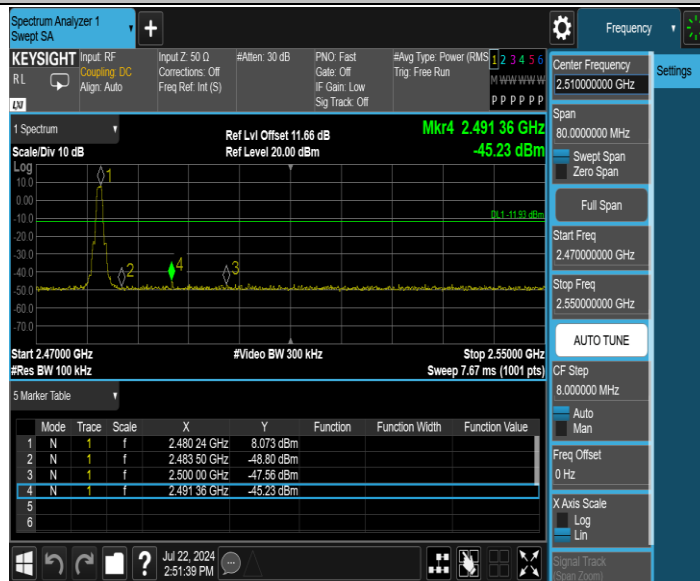 Spectrum Analyzer 1
Swept SA
Frequency
KEYSIGHT
RL
LXI
Input: RF
Coupling: DC
Align: Auto
Input Z: 50 Ω
Corrections: Off
Freq Ref: Int (S)
#Atten: 30 dB
PNO: Fast
Gate: Off
IF Gain: Low
Sig Track: Off
#Avg Type: Power (RMS
Trig: Free Run
1 2 3 4 5 6
M W W W W W
P P P P P P
Center Frequency
2.510000000 GHz
Settings
Span
80.0000000 MHz
Swept Span
Zero Span
Full Span
Start Freq
2.470000000 GHz
Stop Freq
2.550000000 GHz
AUTO TUNE
CF Step
8.000000 MHz
Auto
Man
Freq Offset
0 Hz
X Axis Scale
Log
Lin
Signal Track
(Span Zoom)
1 Spectrum
Scale/Div 10 dB
Ref Lvl Offset 11.66 dB
Ref Level 20.00 dBm
Mkr4 2.491 36 GHz
-45.23 dBm
Log
10.0
0.00
-10.0
-20.0
-30.0
-40.0
-50.0
-60.0
-70.0
1
2
4
3
DL1 -11.93 dBm
Start 2.47000 GHz
#Res BW 100 kHz
#Video BW 300 kHz
Stop 2.55000 GHz
Sweep 7.67 ms (1001 pts)
5 Marker Table
Mode Trace Scale X Y Function Function Width Function Value
1 N 1 f 2.480 24 GHz 8.073 dBm
2 N 1 f 2.483 50 GHz -48.80 dBm
3 N 1 f 2.500 00 GHz -47.56 dBm
4 N 1 f 2.491 36 GHz -45.23 dBm
5
6
?
Jul 22, 2024
2:51:39 PM